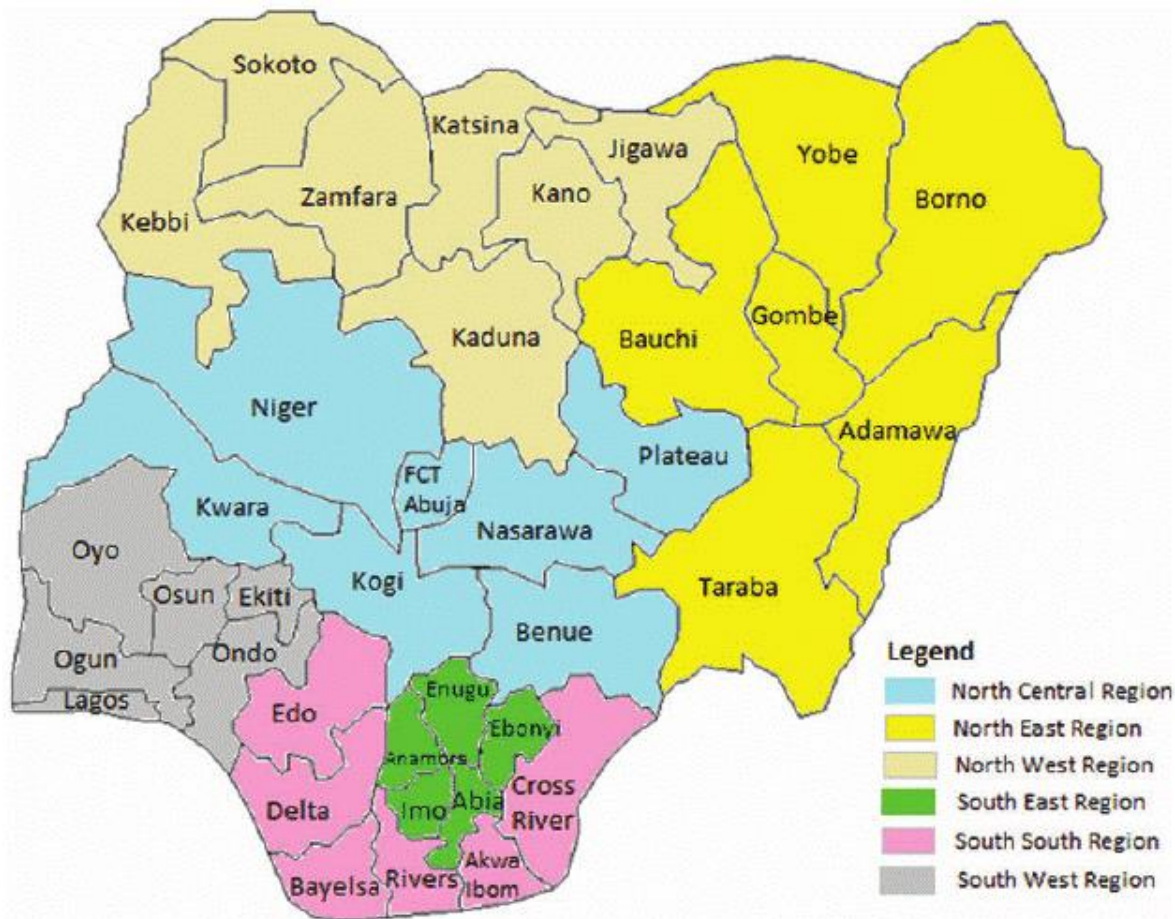 Sokoto
Katsina
Jigawa
Yobe
Borno
Kebbi
Zamfara
Kano
Kaduna
Bauchi
Gombe
Niger
Adamawa
Plateau
FCT
Abuja
Kwara
Nasarawa
Oyo
Kogi
Taraba
Osun
Ekiti
Benue
Ogun
Ondo
Lagos
Edo
Enugu
Ebonyi
Anambrs
Delta
Imo
Abia
Cross
River
Bayelsa
Rivers
Akwa
Ibom
Legend
North Central Region
North East Region
North West Region
South East Region
South South Region
South West Region